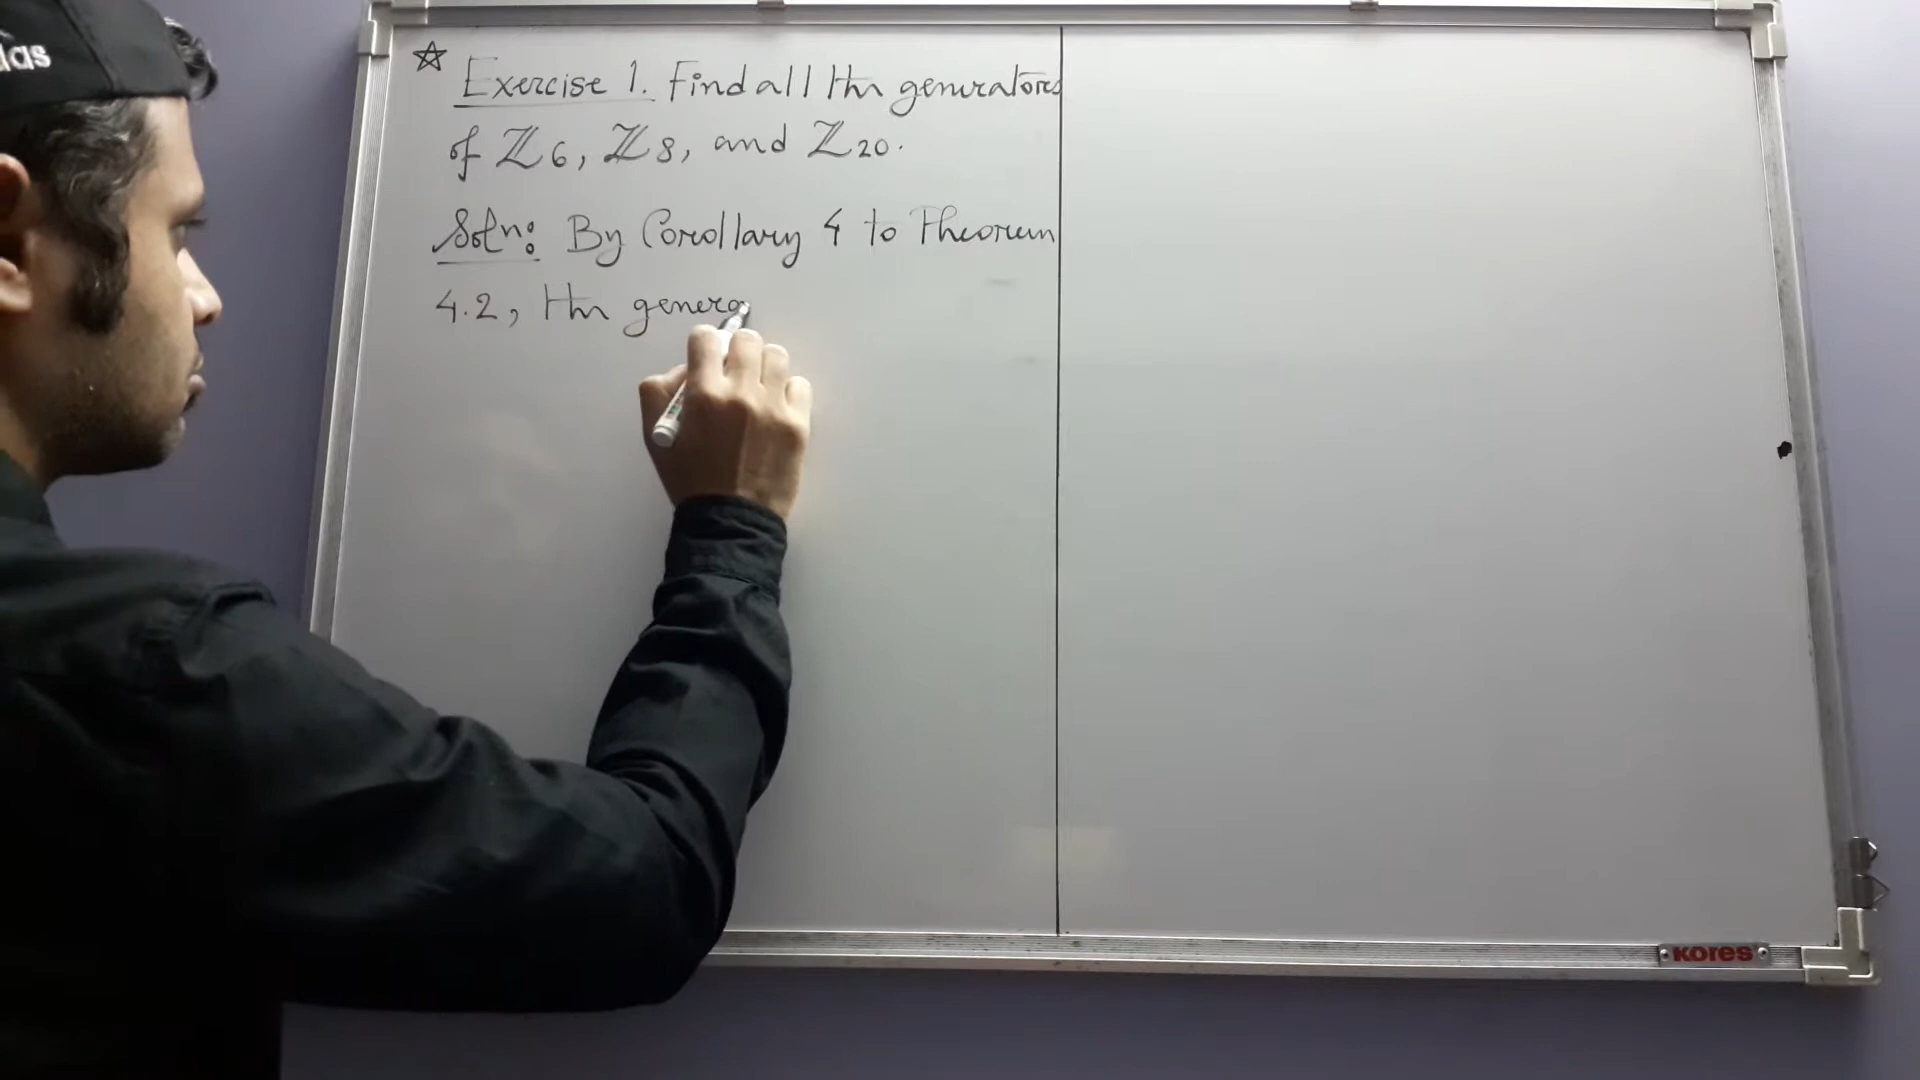 ☆ Exercise 1. Find all the generators
of ℤ6, ℤ8, and ℤ20.
Soln: By Corollary 4 to Theorem
4.2, the genera
das
KORES